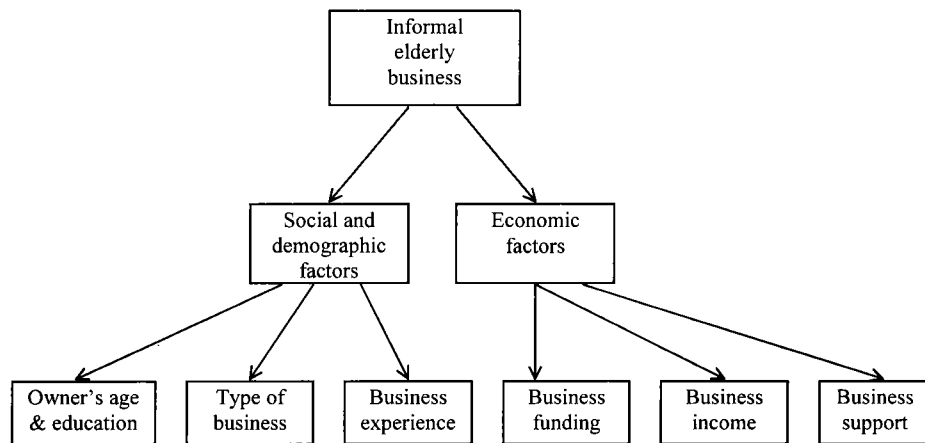 Informal
elderly
business
Social and
demographic
factors
Economic
factors
Owner's age
& education
Type of
business
Business
experience
Business
funding
Business
income
Business
support